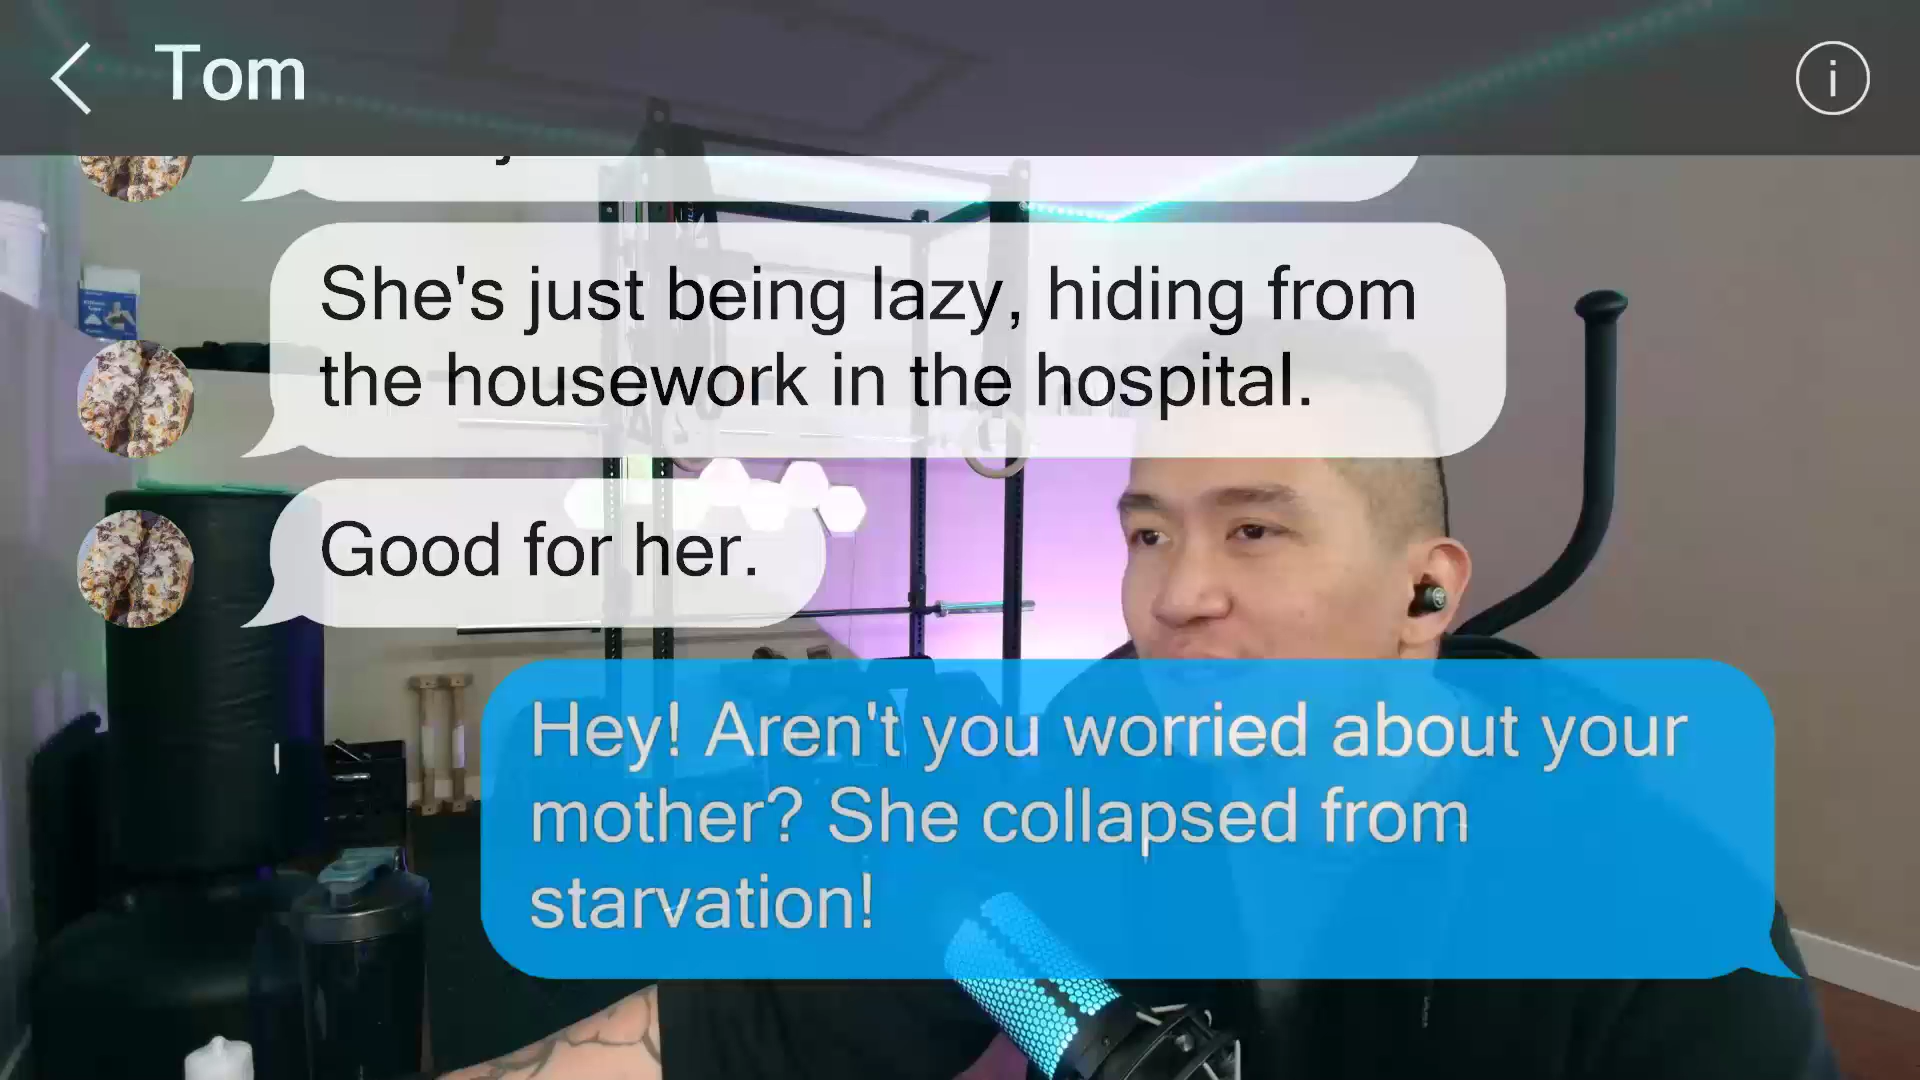 Tom
i
She's just being lazy, hiding from
the housework in the hospital.
Good for her.
Hey! Aren't you worried about your
mother? She collapsed from
starvation!